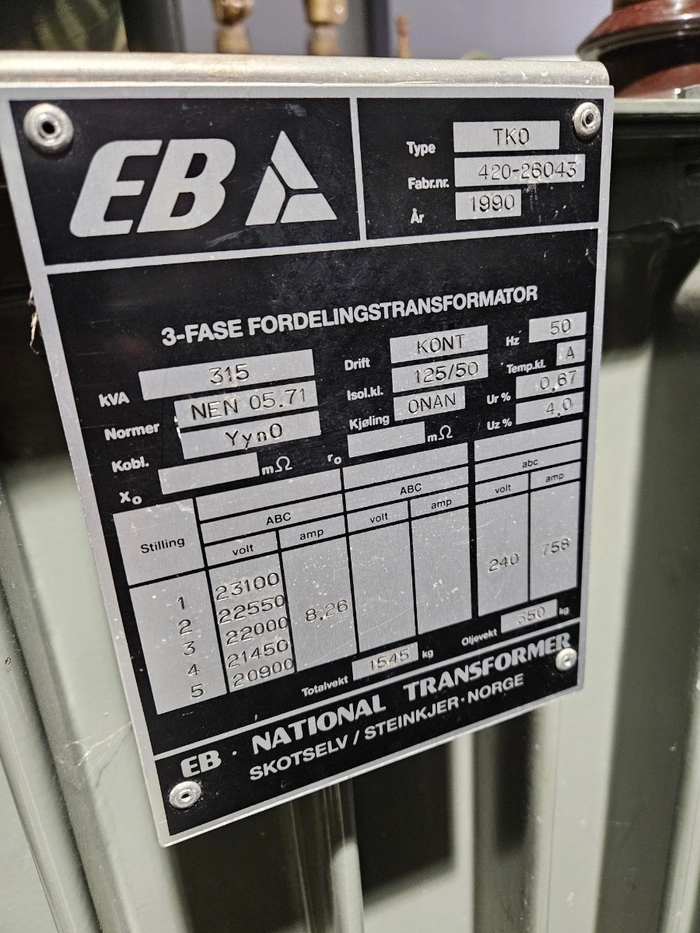 EB
Type TKO
Fabr.nr. 420-26043
År 1990
3-FASE FORDELINGSTRANSFORMATOR
kVA 315 Drift KONT Hz 50
Normer NEN 05.71 Isol.kl. 125/50 Temp.kl. A
Kobl. Yyn0 Kjøling ONAN Ur % 0,67
X₀ mΩ r₀ mΩ Uz % 4,0
Stilling ABC ABC abc
volt amp volt amp volt amp
1 23100
2 22550
3 22000 8.26 240 758
4 21450
5 20900
Totalvekt 1545 kg Oljevekt 350 kg
EB · NATIONAL TRANSFORMER
SKOTSELV / STEINKJER · NORGE